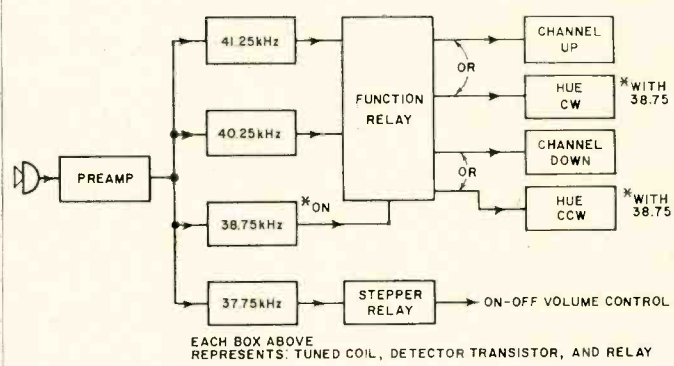 41.25kHz
CHANNEL
UP
OR
HUE
CW
*WITH
38.75
FUNCTION
RELAY
40.25kHz
CHANNEL
DOWN
PREAMP
OR
*ON
38.75kHz
HUE
CCW
*WITH
38.75
37.75kHz
STEPPER
RELAY
ON-OFF VOLUME CONTROL
EACH BOX ABOVE
REPRESENTS: TUNED COIL, DETECTOR TRANSISTOR, AND RELAY